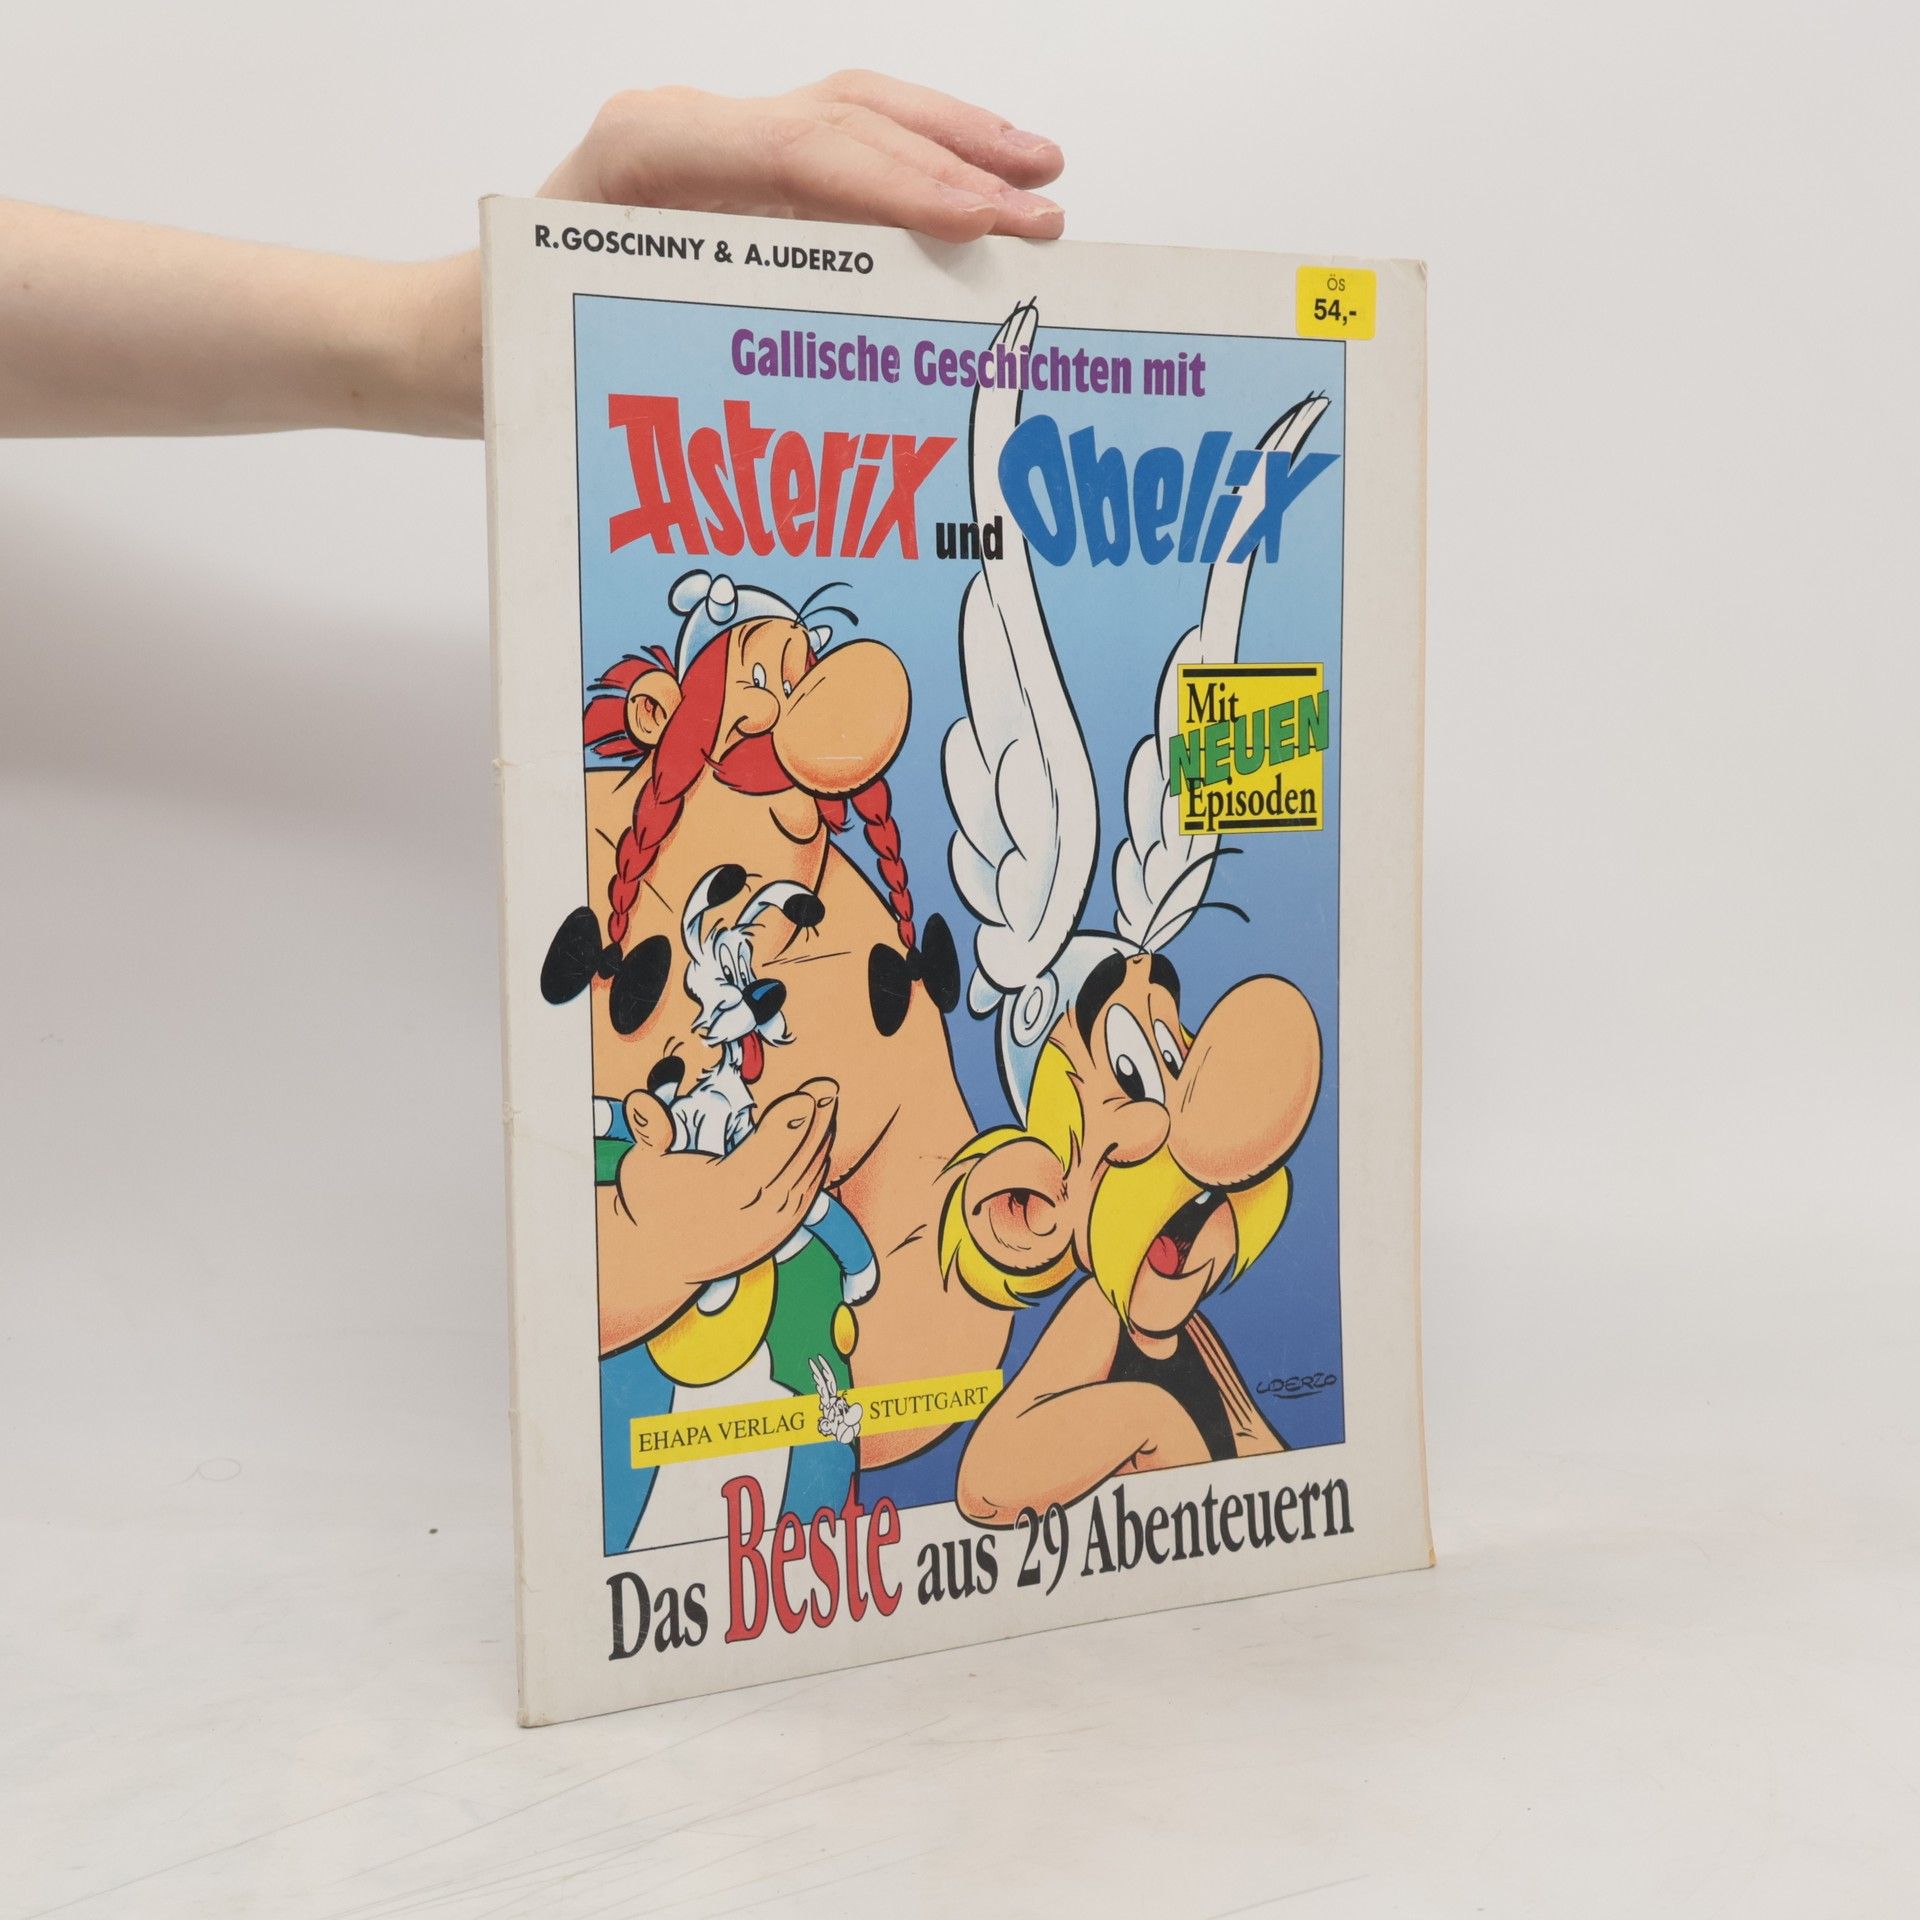 R.GOSCINNY & A.UDERZO
ÖS
54,-
Gallische Geschichten mit
Asterix und Obelix
Mit
NEUEN
Episoden
UDERZO
EHAPA VERLAG STUTTGART
Das Beste aus 29 Abenteuern